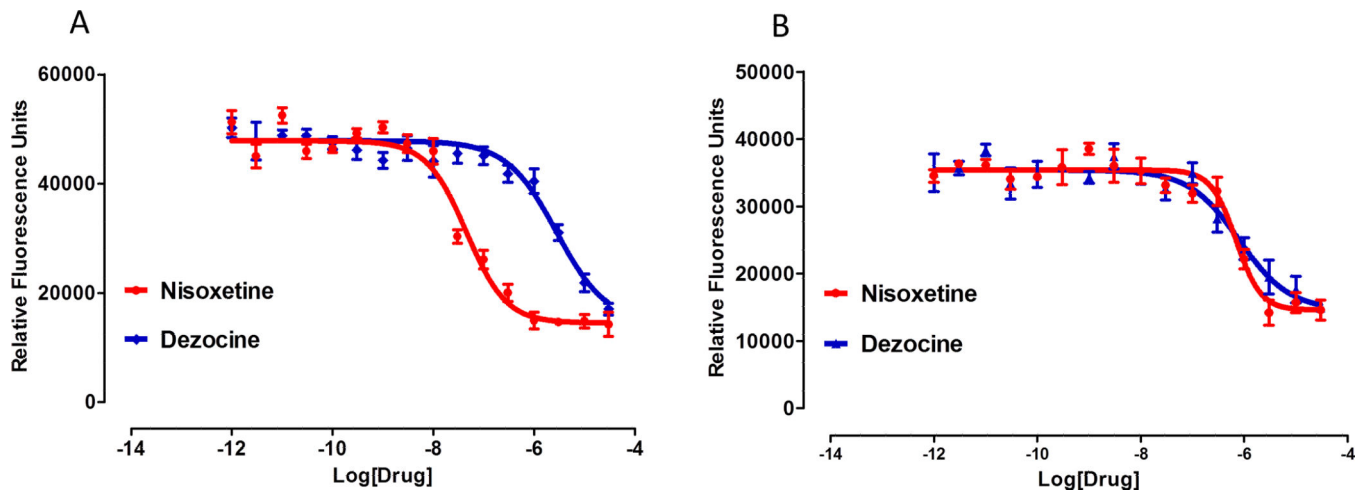 A
Relative Fluorescence Units
60000
40000
20000
0
Nisoxetine
Dezocine
-14
-12
-10
-8
-6
-4
Log[Drug]
B
Relative Fluorescence Units
50000
40000
30000
20000
10000
0
Nisoxetine
Dezocine
-14
-12
-10
-8
-6
-4
Log[Drug]